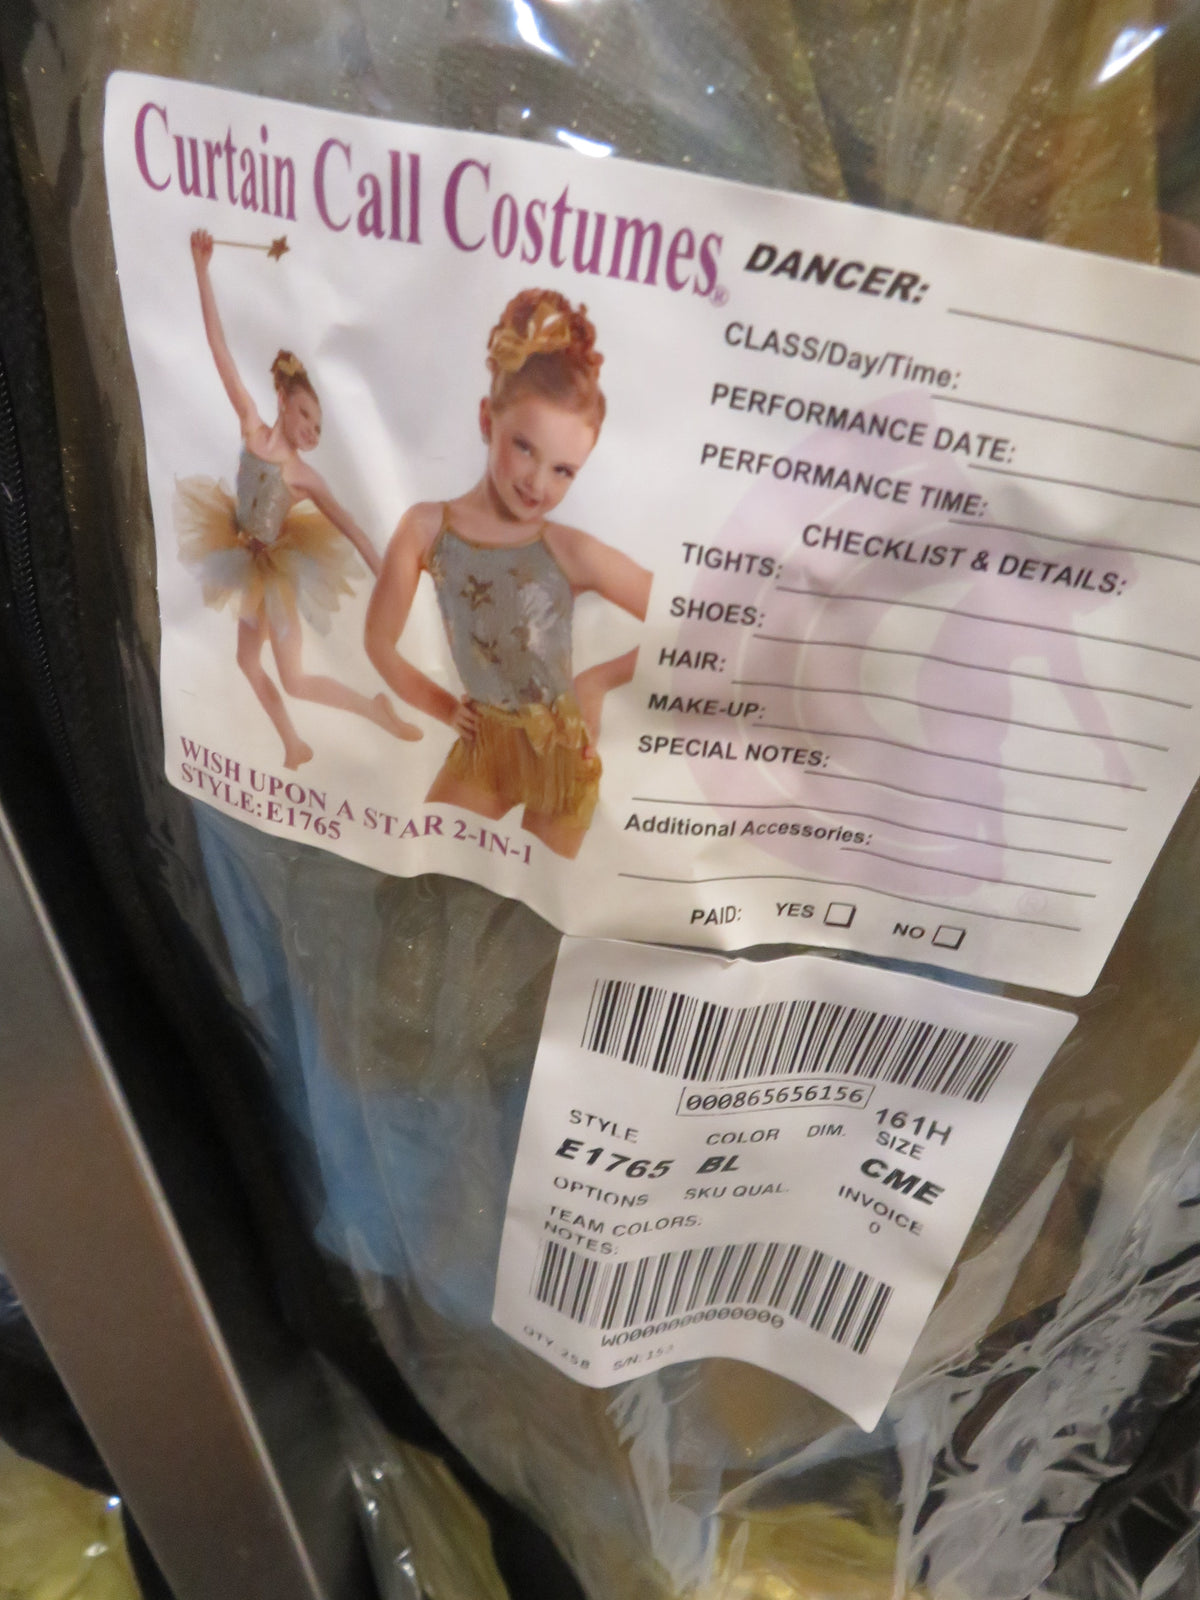 Curtain Call Costumes®
DANCER:
CLASS/Day/Time:
PERFORMANCE DATE:
PERFORMANCE TIME:
CHECKLIST & DETAILS:
TIGHTS:
SHOES:
HAIR:
MAKE-UP:
SPECIAL NOTES:
Additional Accessories:
PAID: YES NO
WISH UPON A STAR 2-IN-1
STYLE:E1765
000865656156
161H
STYLE COLOR DIM. SIZE
E1765 BL CME
OPTIONS SKU QUAL. INVOICE
0
TEAM COLORS:
NOTES:
W0000000000000
QTY: 258 S/N: